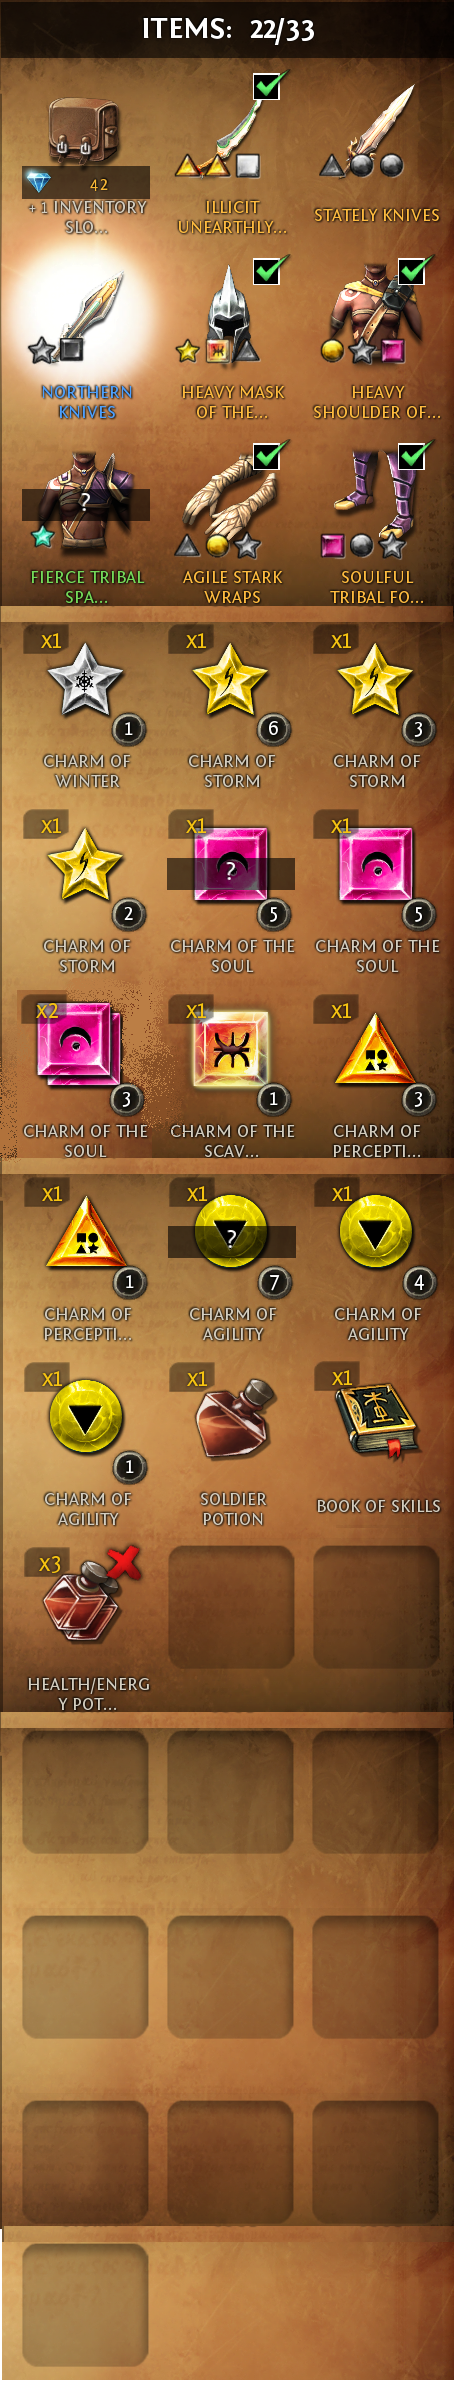 ITEMS: 22/33
42
+1 INVENTORY
SLO...
ILLICIT
UNEARTHLY...
STATELY KNIVES
NORTHERN
KNIVES
HEAVY MASK
OF THE...
HEAVY
SHOULDER OF...
?
FIERCE TRIBAL
SPA...
AGILE STARK
WRAPS
SOULFUL
TRIBAL FO...
X1
1
CHARM OF
WINTER
X1
6
CHARM OF
STORM
X1
3
CHARM OF
STORM
X1
2
CHARM OF
STORM
X1
?
5
CHARM OF THE
SOUL
X1
5
CHARM OF THE
SOUL
X2
3
CHARM OF THE
SOUL
X1
1
CHARM OF THE
SCAV...
X1
3
CHARM OF
PERCEPTI...
X1
1
CHARM OF
PERCEPTI...
X1
?
7
CHARM OF
AGILITY
X1
4
CHARM OF
AGILITY
X1
1
CHARM OF
AGILITY
X1
SOLDIER
POTION
X1
BOOK OF SKILLS
X3
HEALTH/ENERG
Y POT...